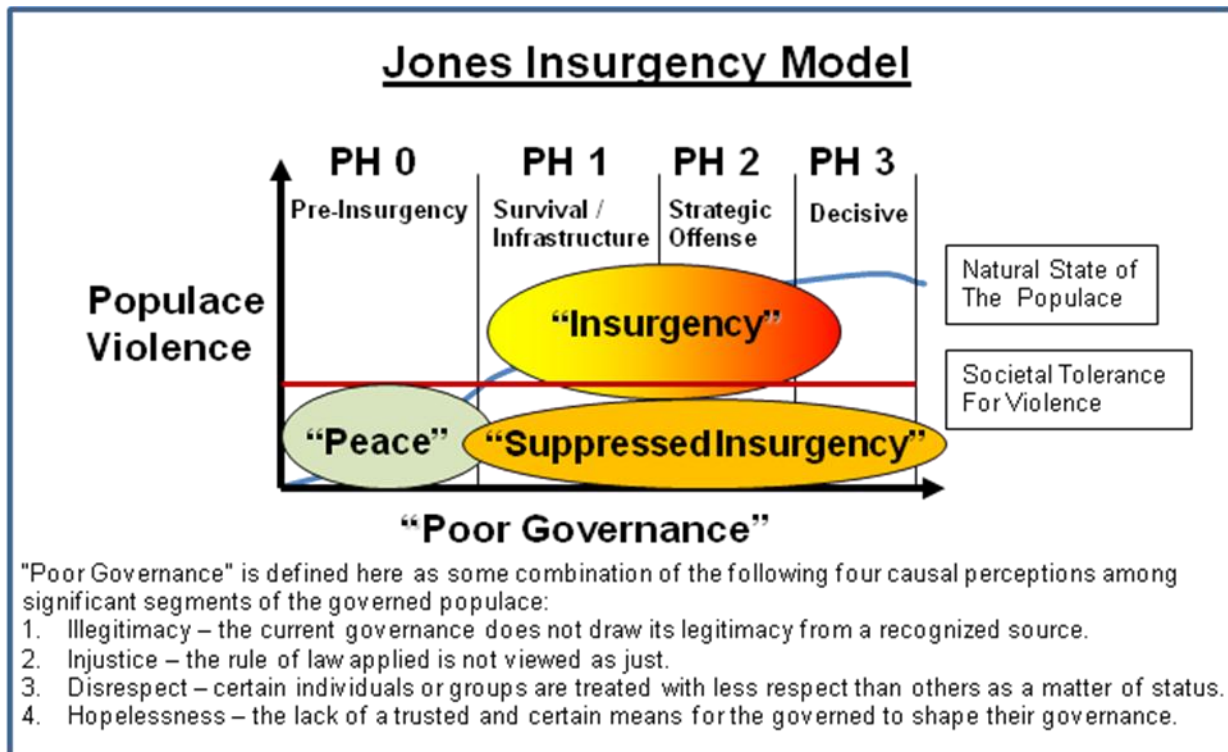 Jones Insurgency Model
PH 0
PH 1
PH 2
PH 3
Pre-Insurgency
Survival /
Infrastructure
Strategic
Offense
Decisive
Populace
Violence
Natural State of
The Populace
Societal Tolerance
For Violence
“Insurgency”
“Peace”
“Suppressed Insurgency”
“Poor Governance”
"Poor Governance" is defined here as some combination of the following four causal perceptions among
significant segments of the governed populace:
1. Illegitimacy – the current governance does not draw its legitimacy from a recognized source.
2. Injustice – the rule of law applied is not viewed as just.
3. Disrespect – certain individuals or groups are treated with less respect than others as a matter of status.
4. Hopelessness – the lack of a trusted and certain means for the governed to shape their governance.